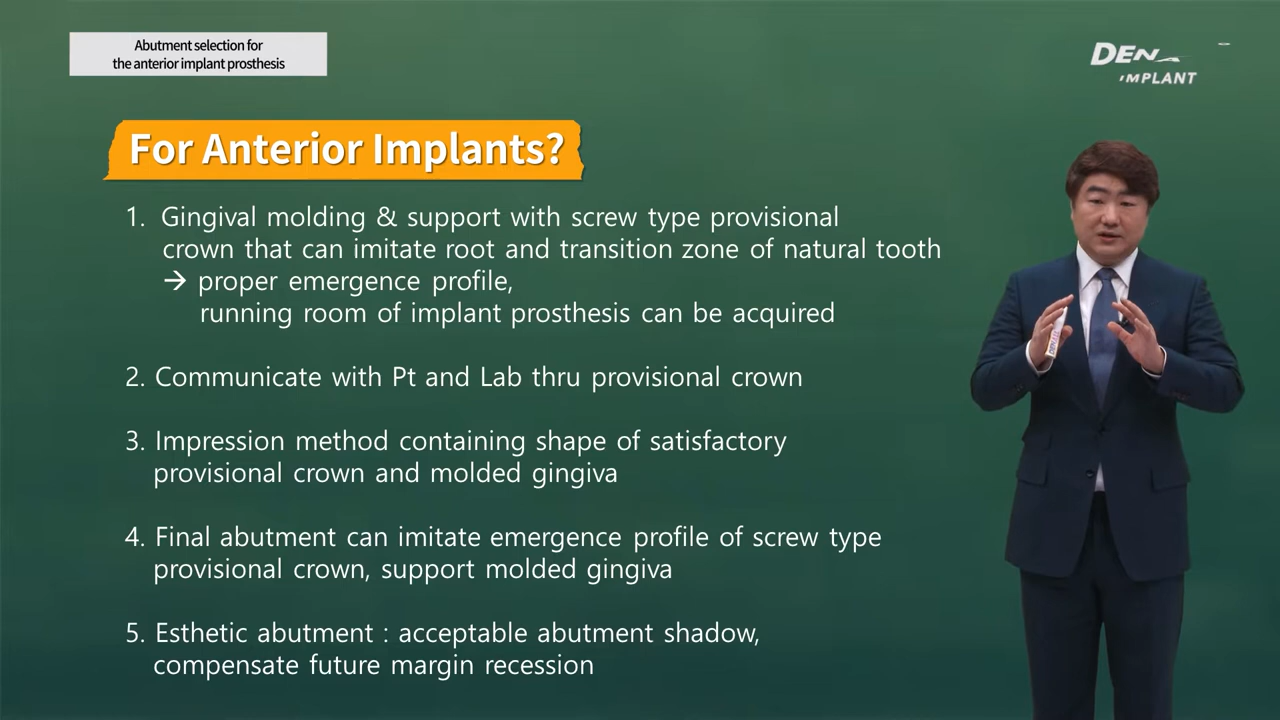 Abutment selection for
the anterior implant prosthesis
DEN
IMPLANT
For Anterior Implants?
1. Gingival molding & support with screw type provisional
crown that can imitate root and transition zone of natural tooth
→ proper emergence profile,
running room of implant prosthesis can be acquired
2. Communicate with Pt and Lab thru provisional crown
3. Impression method containing shape of satisfactory
provisional crown and molded gingiva
4. Final abutment can imitate emergence profile of screw type
provisional crown, support molded gingiva
5. Esthetic abutment : acceptable abutment shadow,
compensate future margin recession